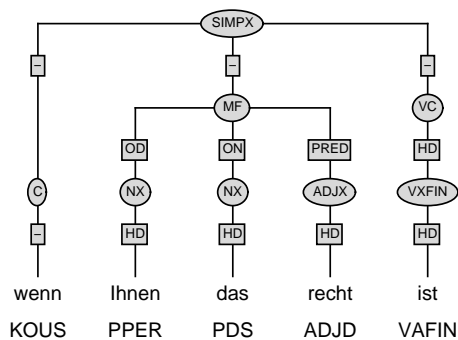 SIMPX
– – –
MF VC
OD ON PRED HD
C NX NX ADJX VXFIN
– HD HD HD HD
wenn Ihnen das recht ist
KOUS PPER PDS ADJD VAFIN